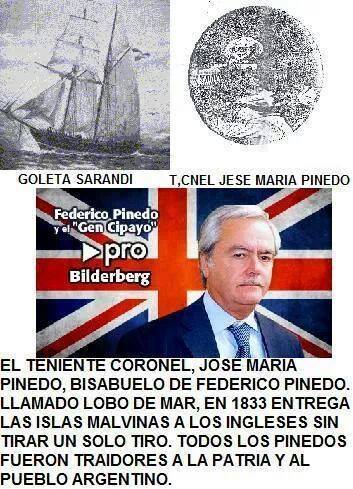 GOLETA SARANDI
T,CNEL JESE MARIA PINEDO
Federico Pinedo
y el "Gen Cipayo"
pro
Bilderberg
EL TENIENTE CORONEL, JOSE MARIA
PINEDO, BISABUELO DE FEDERICO PINEDO.
LLAMADO LOBO DE MAR, EN 1833 ENTREGA
LAS ISLAS MALVINAS A LOS INGLESES SIN
TIRAR UN SOLO TIRO. TODOS LOS PINEDOS
FUERON TRAIDORES A LA PATRIA Y AL
PUEBLO ARGENTINO.